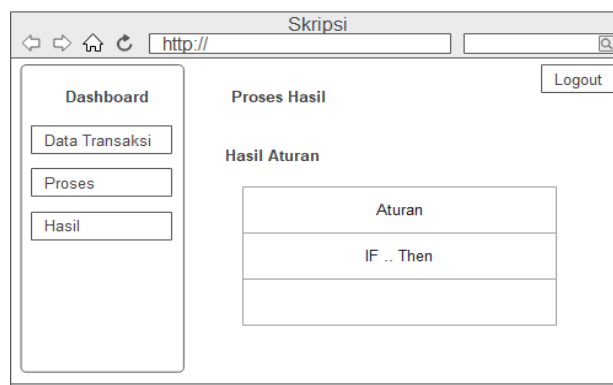 Skripsi
http://
Logout
Dashboard
Data Transaksi
Proses
Hasil
Proses Hasil
Hasil Aturan
Aturan
IF .. Then